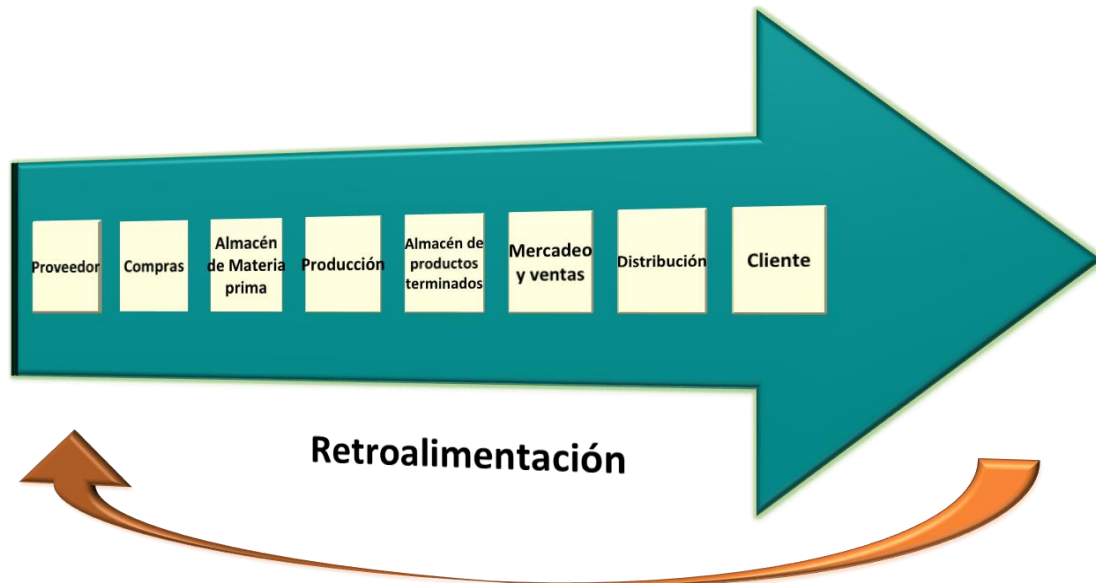 Proveedor
Compras
Almacén
de Materia
prima
Producción
Almacén de
productos
terminados
Mercadeo
y ventas
Distribución
Cliente
Retroalimentación